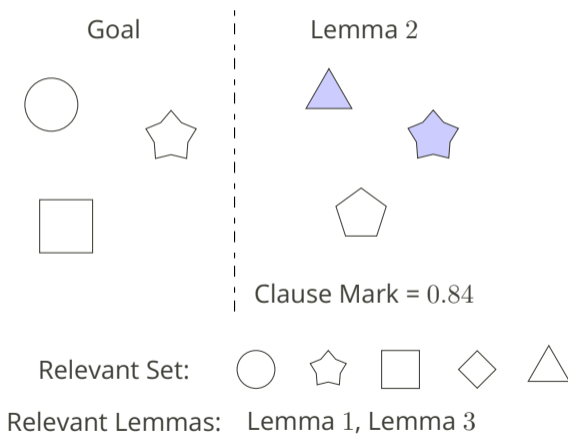 Goal
Lemma 2
Clause Mark = 0.84
Relevant Set:
Relevant Lemmas: Lemma 1, Lemma 3